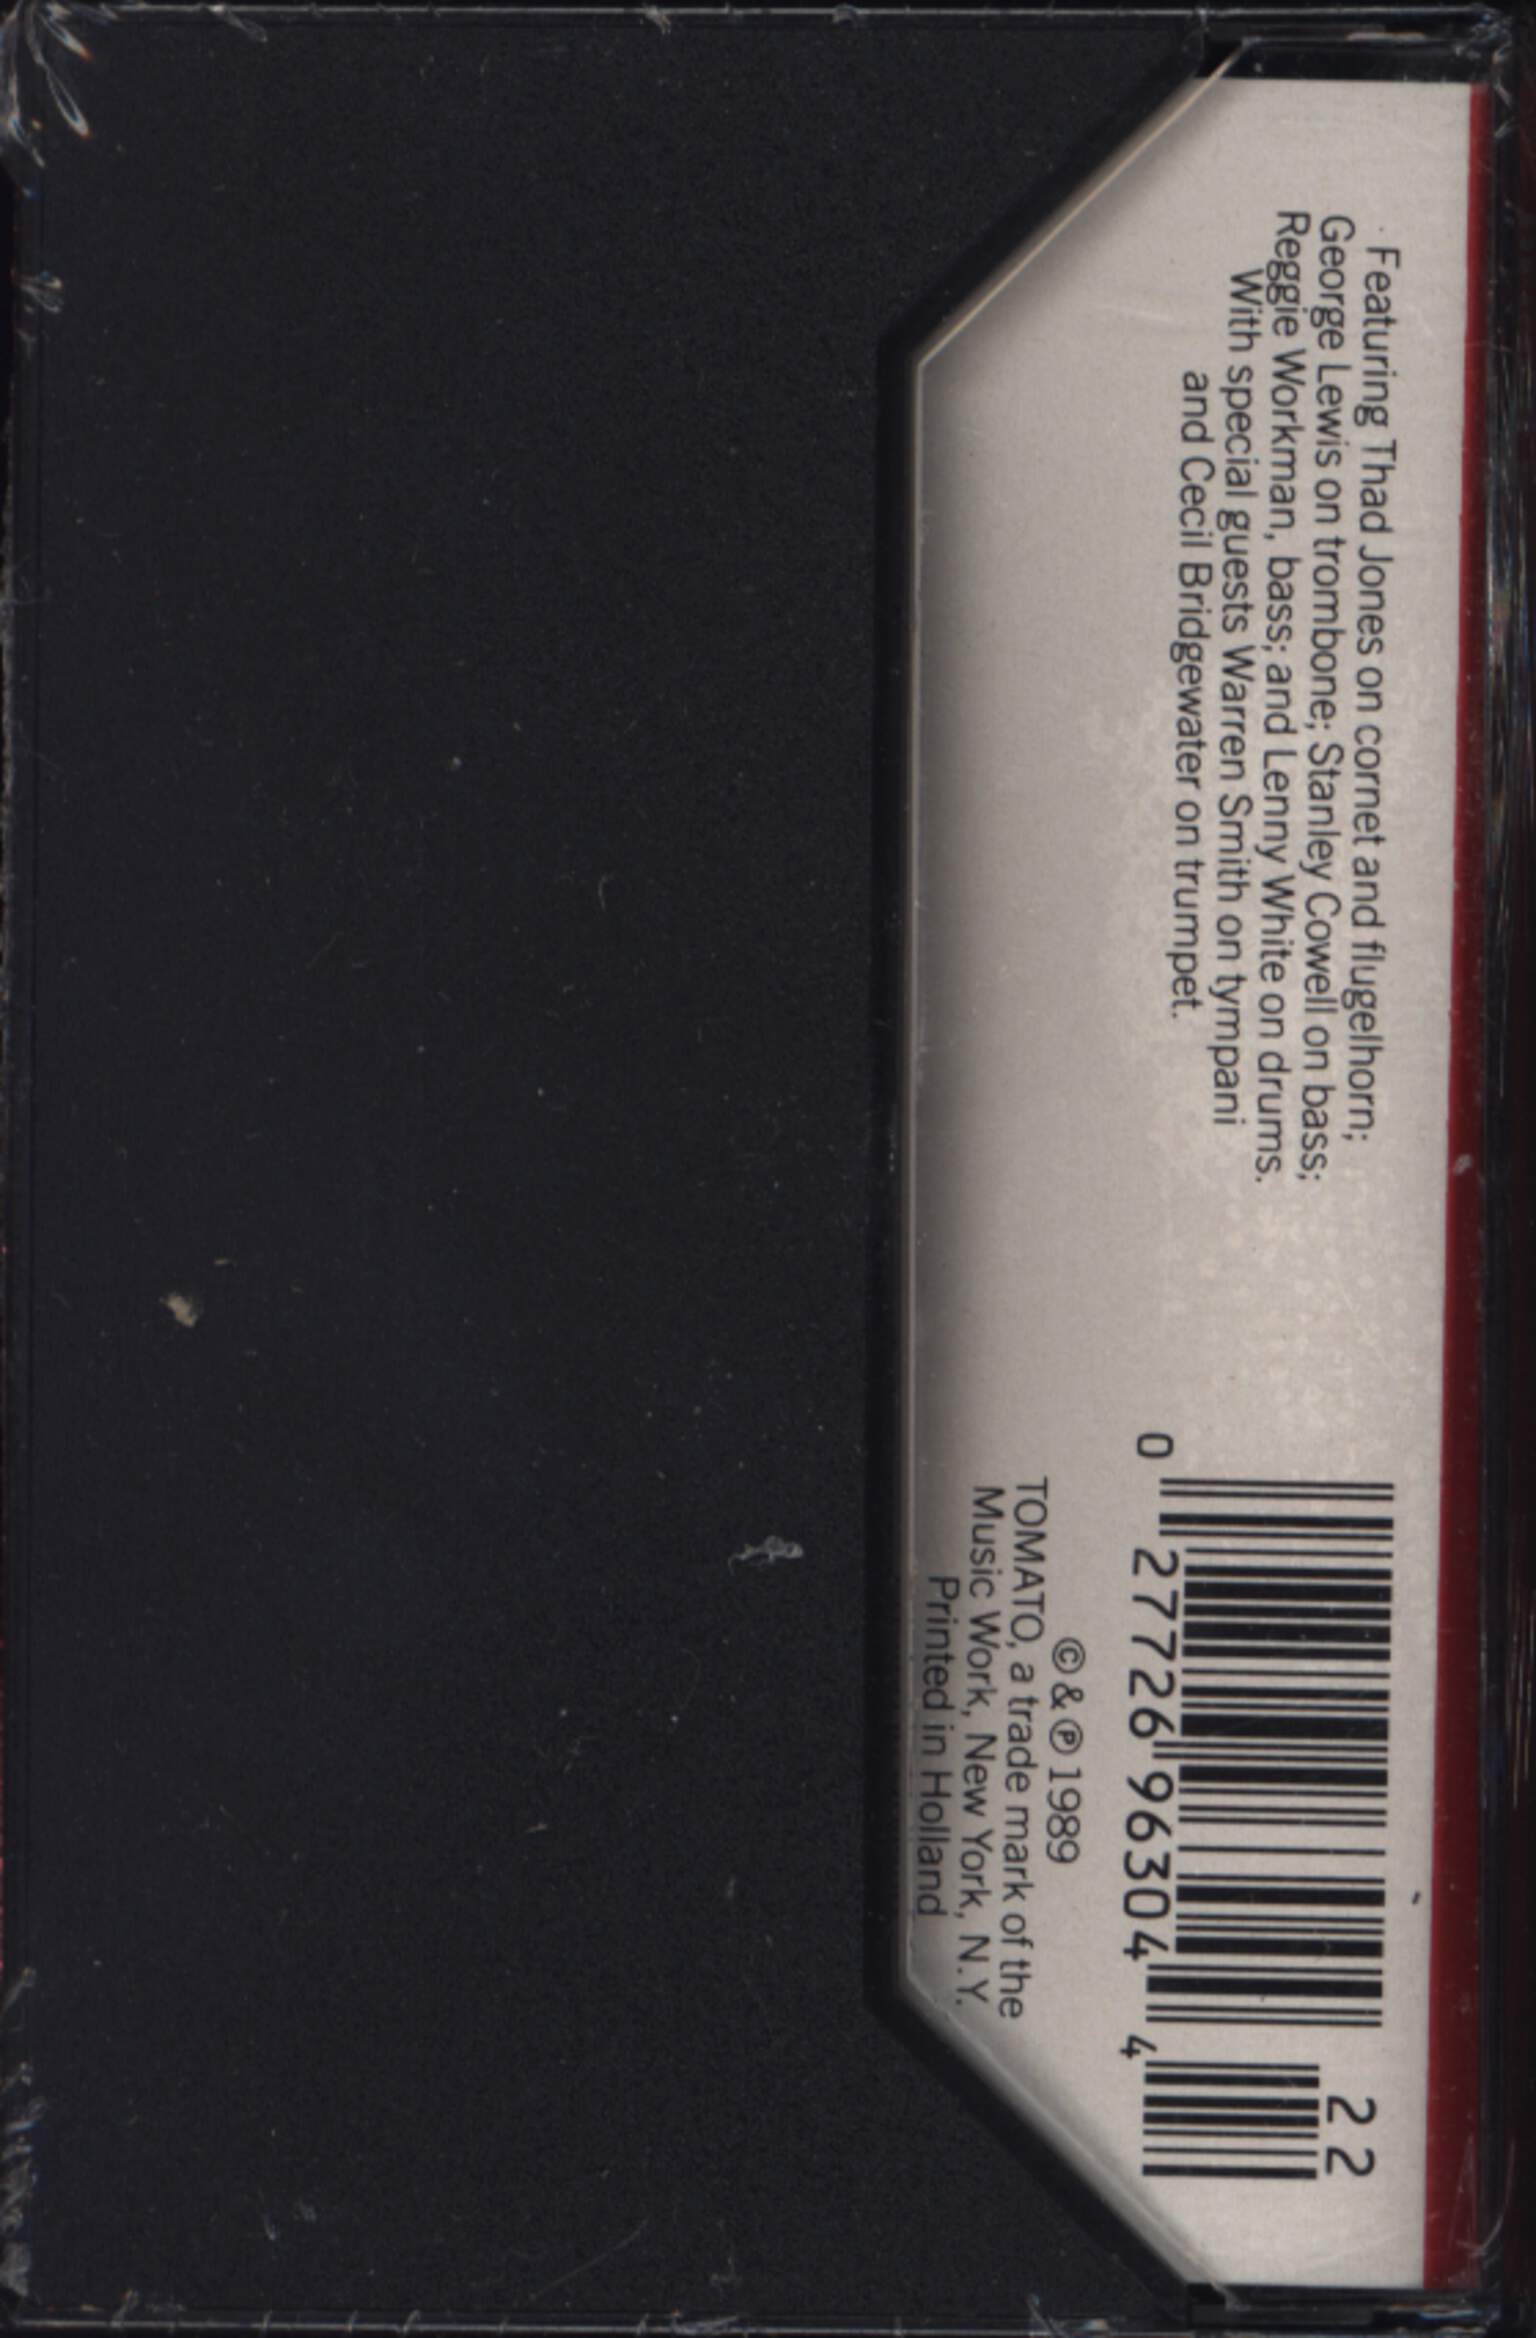 Featuring Thad Jones on cornet and flugelhorn;
George Lewis on trombone; Stanley Cowell on bass;
Reggie Workman, bass; and Lenny White on drums.
With special guests Warren Smith on tympani
and Cecil Bridgewater on trumpet.
22
0 27726 96304 4
© & ℗ 1989
TOMATO, a trade mark of the
Music Work, New York, N.Y.
Printed in Holland